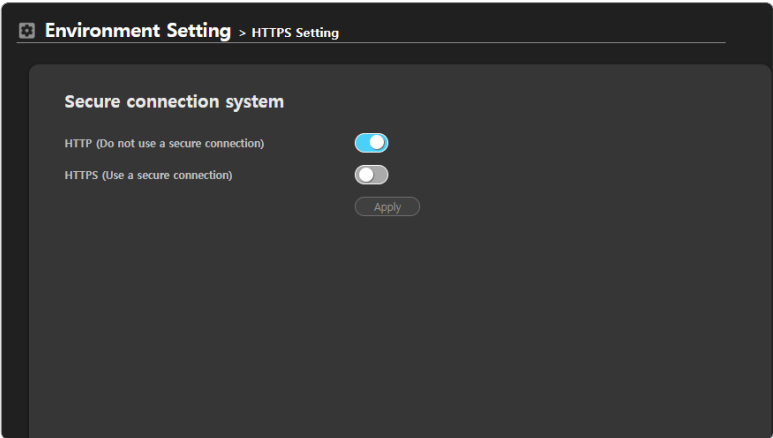 Environment Setting > HTTPS Setting
Secure connection system
HTTP (Do not use a secure connection)
HTTPS (Use a secure connection)
Apply